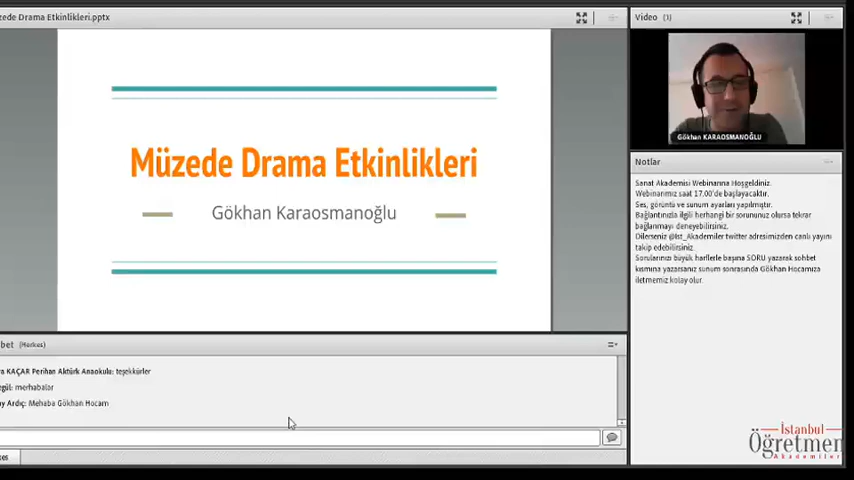 zede Drama Etkinlikleri.pptx
Müzede Drama Etkinlikleri
Gökhan Karaosmanoğlu
Video (1)
Gökhan KARAOSMANOĞLU
Notlar
Sanat Akademisi Webinarına Hoşgeldiniz.
Webinarımız saat 17.00'de başlayacaktır.
Ses, görüntü ve sunum ayarları yapılmıştır.
Bağlantınızla ilgili herhangi bir sorununuz olursa tekrar
bağlanmayı deneyebilirsiniz.
Dilerseniz @ist_Akademiler twitter adresimizden canlı yayını
takip edebilirsiniz.
Sorularınızı büyük harflerle başına SORU yazarak sohbet
kısmına yazarsanız sunum sonrasında Gökhan Hocamıza
iletmemiz kolay olur.
bet (Herkes)
a KAÇAR Perihan Aktürk Anaokulu: teşekkürler
egül: merhabalar
ay Ardıç: Mehaba Gökhan Hocam
kes
İstanbul
Öğretmen
Akademiler